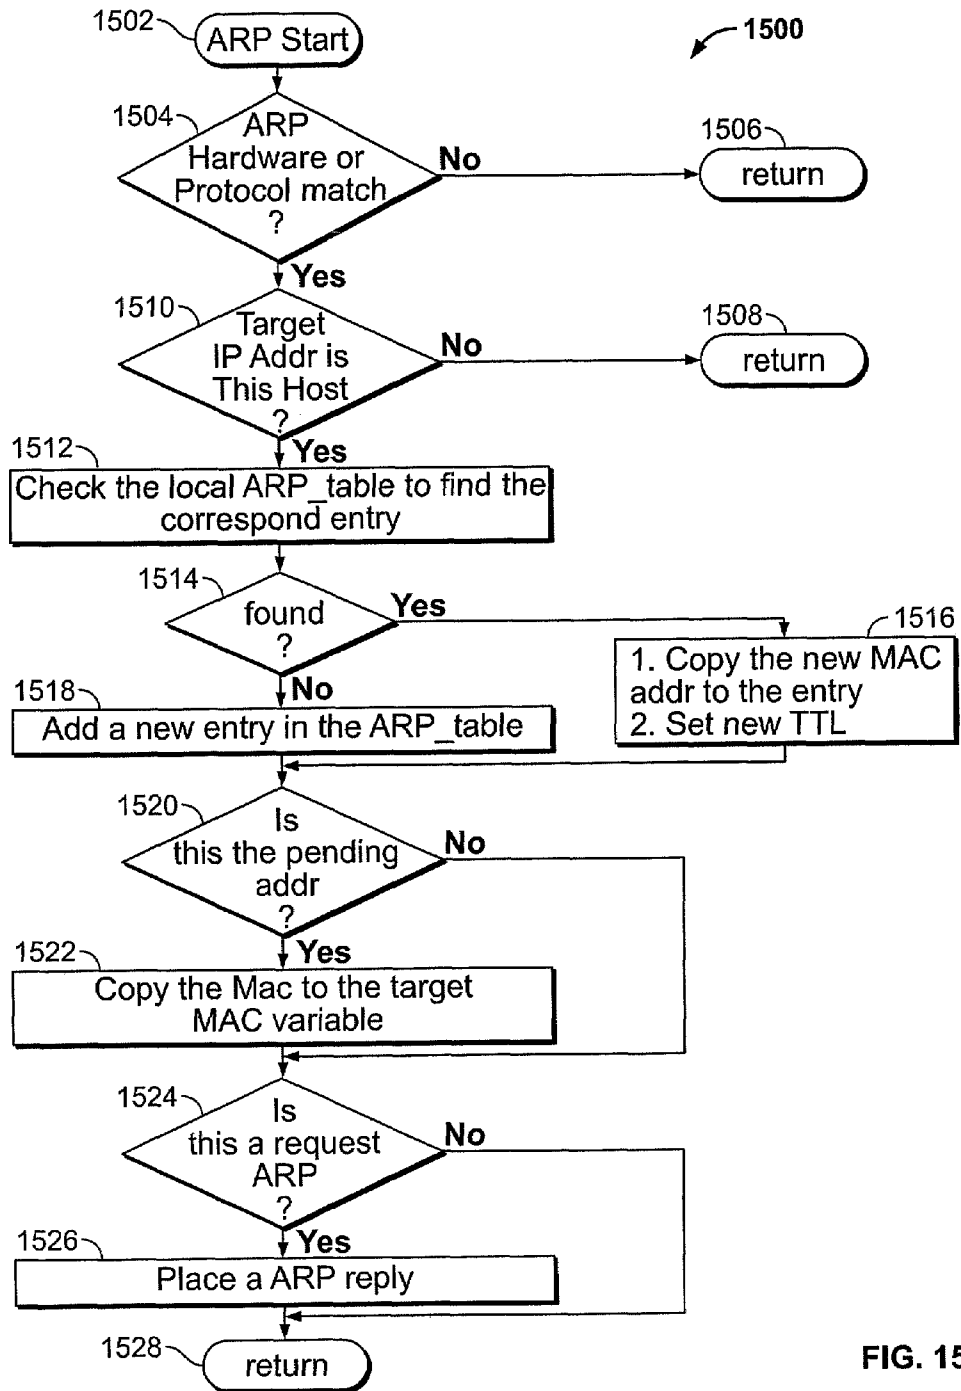 1502
ARP Start
1500
1504
ARP
Hardware or
Protocol match
?
No
1506
return
Yes
1510
Target
IP Addr is
This Host
?
No
1508
return
Yes
1512
Check the local ARP_table to find the
correspond entry
1514
found
?
Yes
1516
1. Copy the new MAC
addr to the entry
2. Set new TTL
No
1518
Add a new entry in the ARP_table
1520
Is
this the pending
addr
?
No
Yes
1522
Copy the Mac to the target
MAC variable
1524
Is
this a request
ARP
?
No
Yes
1526
Place a ARP reply
1528
return
FIG. 15